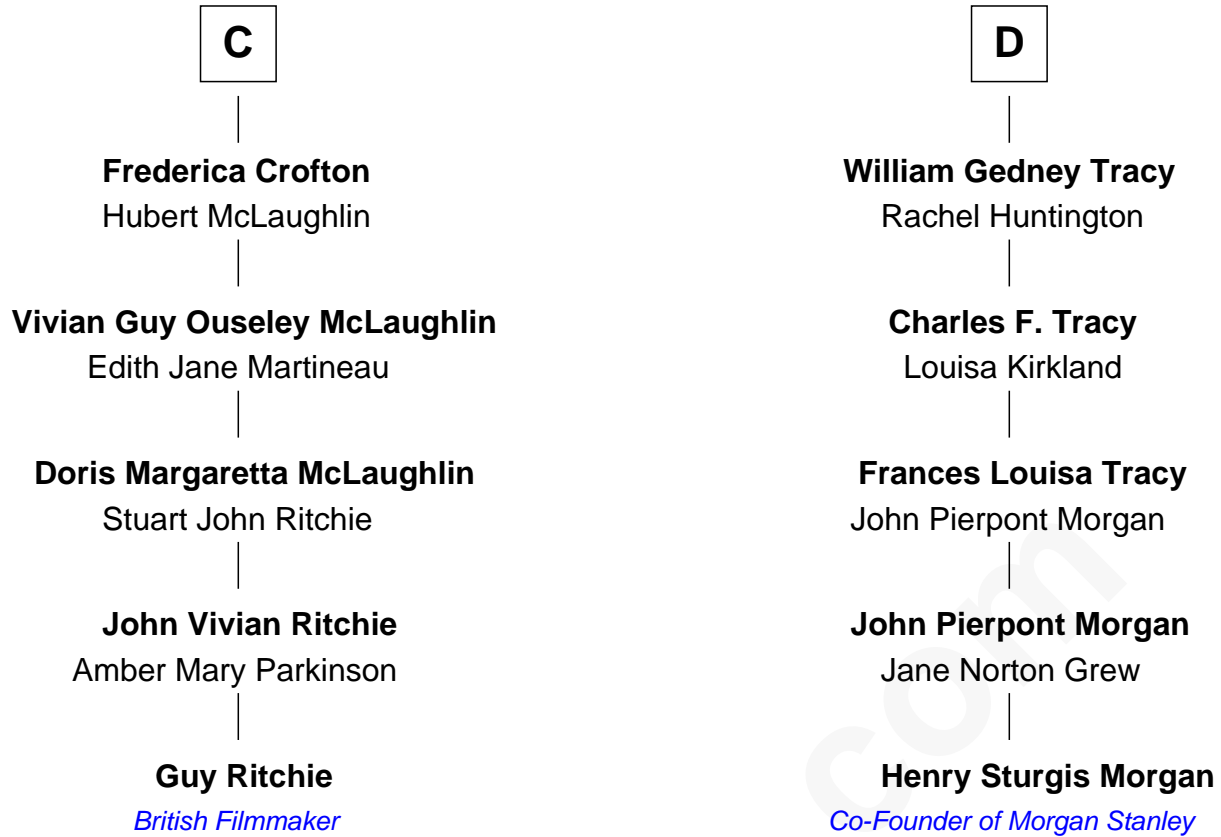 C
Frederica Crofton
Hubert McLaughlin
Vivian Guy Ouseley McLaughlin
Edith Jane Martineau
Doris Margaretta McLaughlin
Stuart John Ritchie
John Vivian Ritchie
Amber Mary Parkinson
Guy Ritchie
British Filmmaker
D
William Gedney Tracy
Rachel Huntington
Charles F. Tracy
Louisa Kirkland
Frances Louisa Tracy
John Pierpont Morgan
John Pierpont Morgan
Jane Norton Grew
Henry Sturgis Morgan
Co-Founder of Morgan Stanley
com